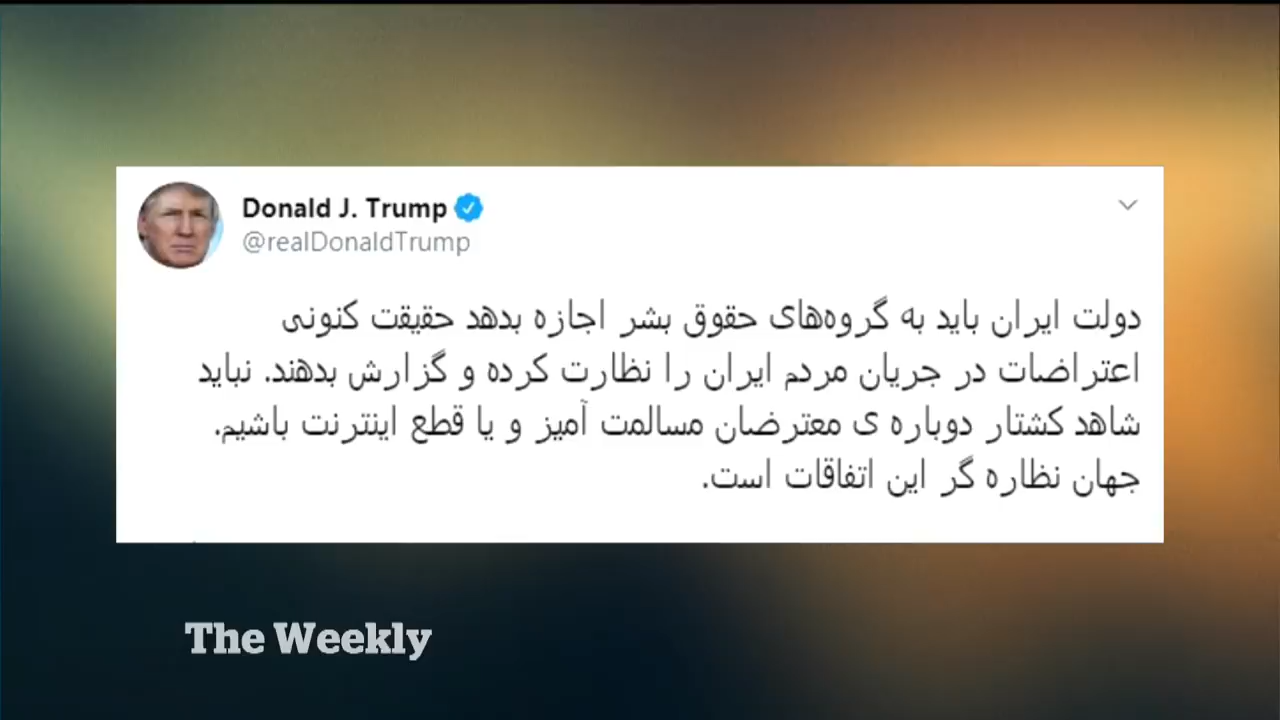 Donald J. Trump
@realDonaldTrump
دولت ایران باید به گروه‌های حقوق بشر اجازه بدهد حقیقت کنونی
اعتراضات در جریان مردم ایران را نظارت کرده و گزارش بدهند. نباید
شاهد کشتار دوباره ی معترضان مسالمت آمیز و یا قطع اینترنت باشیم.
جهان نظاره گر این اتفاقات است.
The Weekly